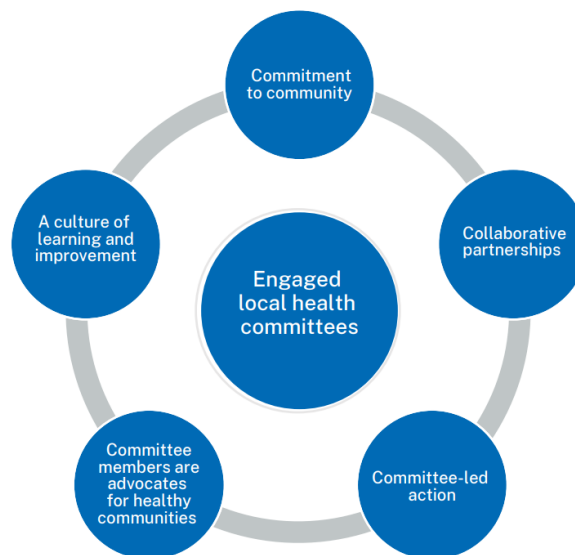 Commitment
to community
Collaborative
partnerships
Committee-led
action
Committee
members are
advocates
for healthy
communities
A culture of
learning and
improvement
Engaged
local health
committees